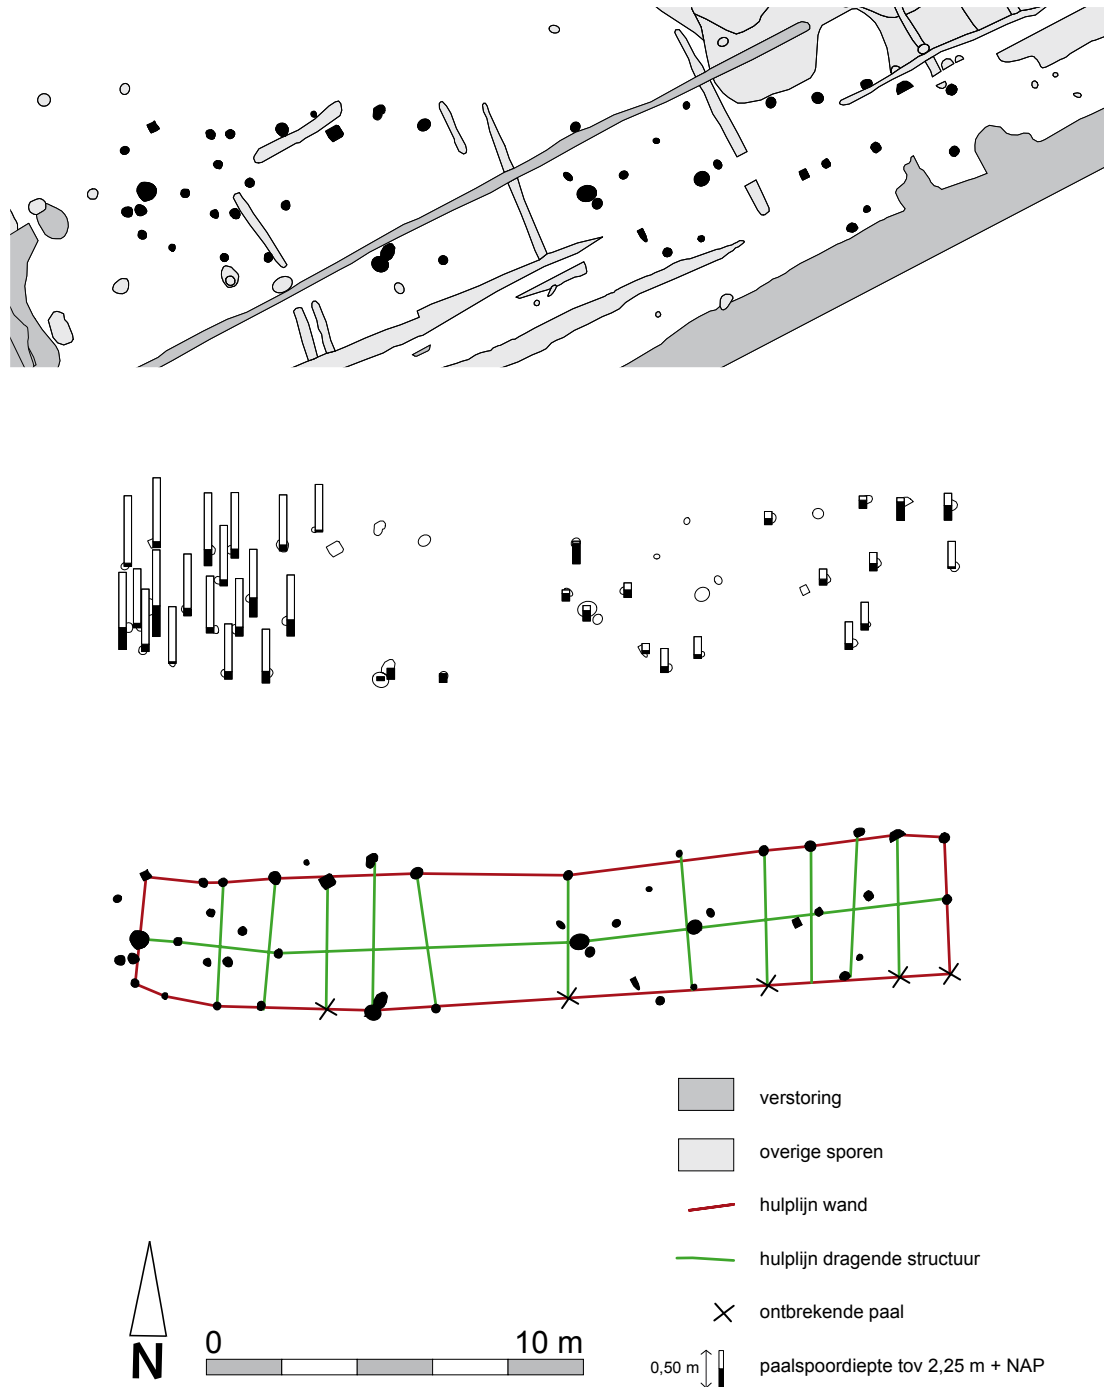 verstoring
overige sporen
hulplijn wand
hulplijn dragende structuur
ontbrekende paal
0,50 m
paalspoordiepte tov 2,25 m + NAP
N
0 10 m